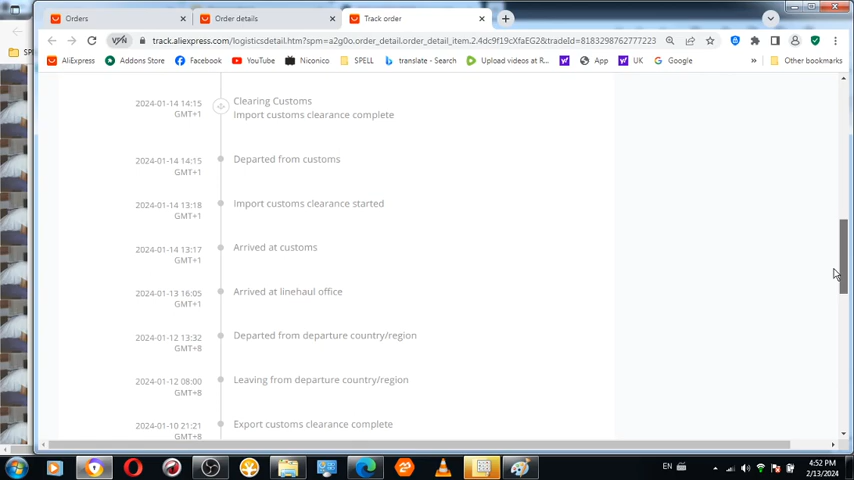 Orders
Order details
Track order
VPN
track.aliexpress.com/logisticsdetail.htm?spm=a2g0o.order_detail.order_detail_item.2.4dc9f19cXfaEG2&tradeId=8183298762777223
AliExpress
Addons Store
Facebook
YouTube
Niconico
SPELL
translate - Search
Upload videos at R...
App
UK
Google
»
Other bookmarks
2024-01-14 14:15
GMT+1
Clearing Customs
Import customs clearance complete
2024-01-14 14:15
GMT+1
Departed from customs
2024-01-14 13:18
GMT+1
Import customs clearance started
2024-01-14 13:17
GMT+1
Arrived at customs
2024-01-13 16:05
GMT+1
Arrived at linehaul office
2024-01-12 13:32
GMT+8
Departed from departure country/region
2024-01-12 08:00
GMT+8
Leaving from departure country/region
2024-01-10 21:21
GMT+8
Export customs clearance complete
EN
4:52 PM
2/13/2024